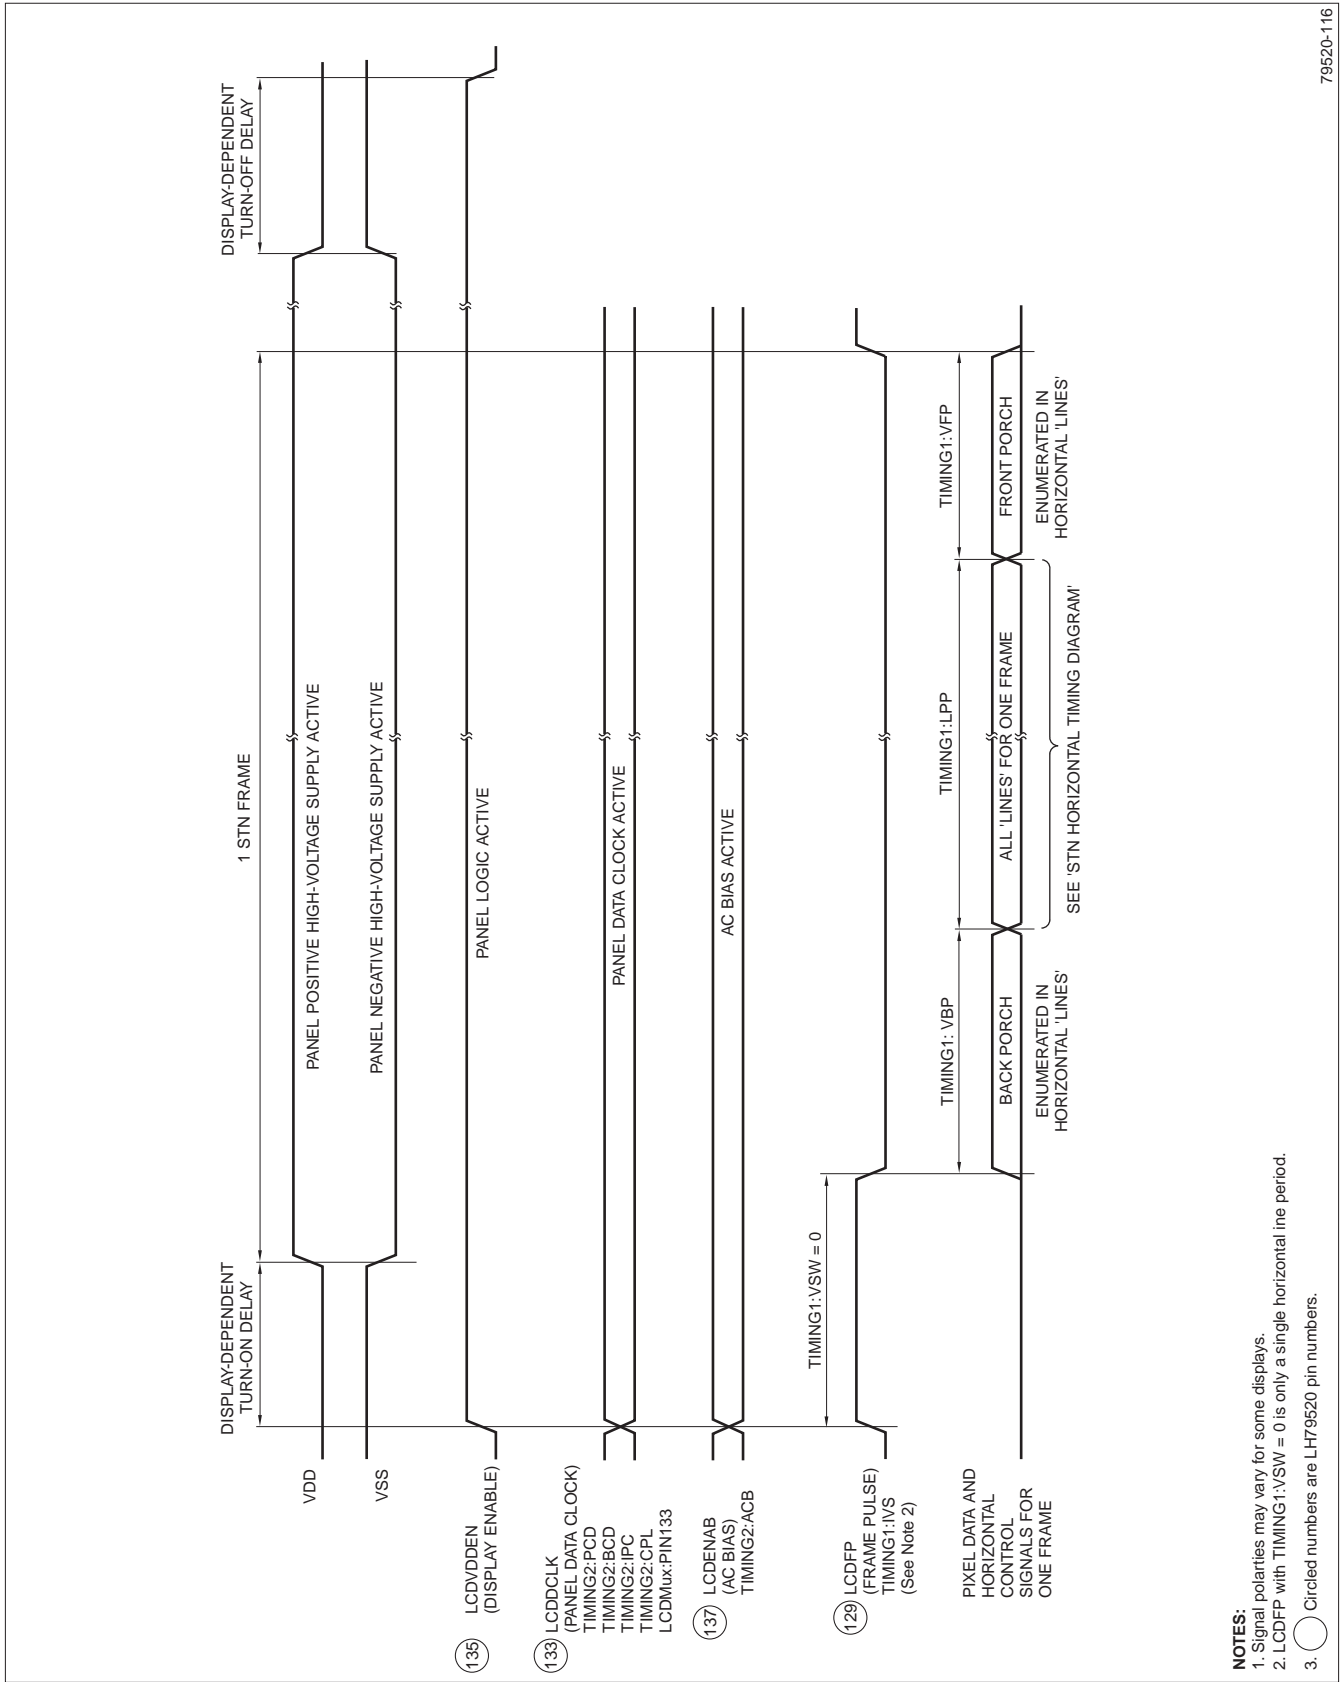 DISPLAY-DEPENDENT
TURN-ON DELAY
1 STN FRAME
DISPLAY-DEPENDENT
TURN-OFF DELAY
VDD
PANEL POSITIVE HIGH-VOLTAGE SUPPLY ACTIVE
VSS
PANEL NEGATIVE HIGH-VOLTAGE SUPPLY ACTIVE
135 LCDVDDEN
(DISPLAY ENABLE)
PANEL LOGIC ACTIVE
133 LCDDCLK
(PANEL DATA CLOCK)
TIMING2:PCD
TIMING2:BCD
TIMING2:IPC
TIMING2:CPL
LCDMux:PIN133
PANEL DATA CLOCK ACTIVE
137 LCDENAB
(AC BIAS)
TIMING2:ACB
AC BIAS ACTIVE
TIMING1:VSW = 0
129 LCDFP
(FRAME PULSE)
TIMING1:IVS
(See Note 2)
TIMING1: VBP
TIMING1:LPP
TIMING1:VFP
PIXEL DATA AND
HORIZONTAL
CONTROL
SIGNALS FOR
ONE FRAME
BACK PORCH
ALL 'LINES' FOR ONE FRAME
FRONT PORCH
ENUMERATED IN
HORIZONTAL 'LINES'
SEE 'STN HORIZONTAL TIMING DIAGRAM'
ENUMERATED IN
HORIZONTAL 'LINES'
NOTES:
1. Signal polarties may vary for some displays.
2. LCDFP with TIMING1:VSW = 0 is only a single horizontal ine period.
3. Circled numbers are LH79520 pin numbers.
79520-116